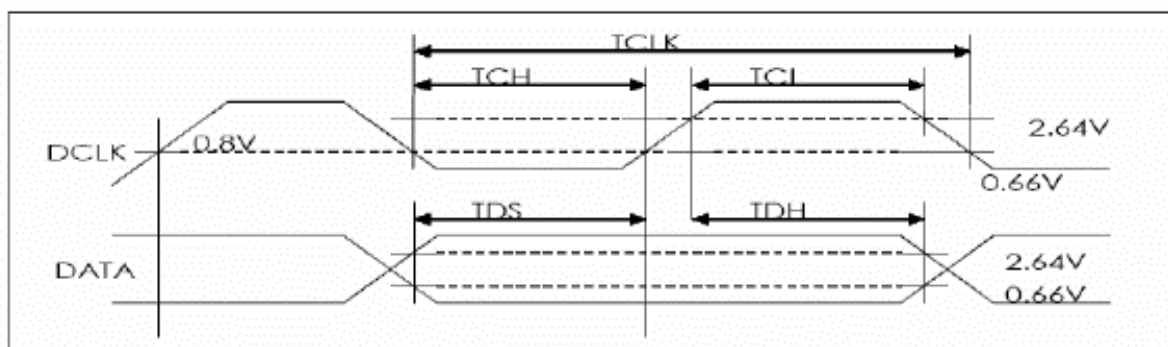 TCLK
TCH TCL
DCLK 0.8V 2.64V
0.66V
TDS TDH
DATA 2.64V
0.66V